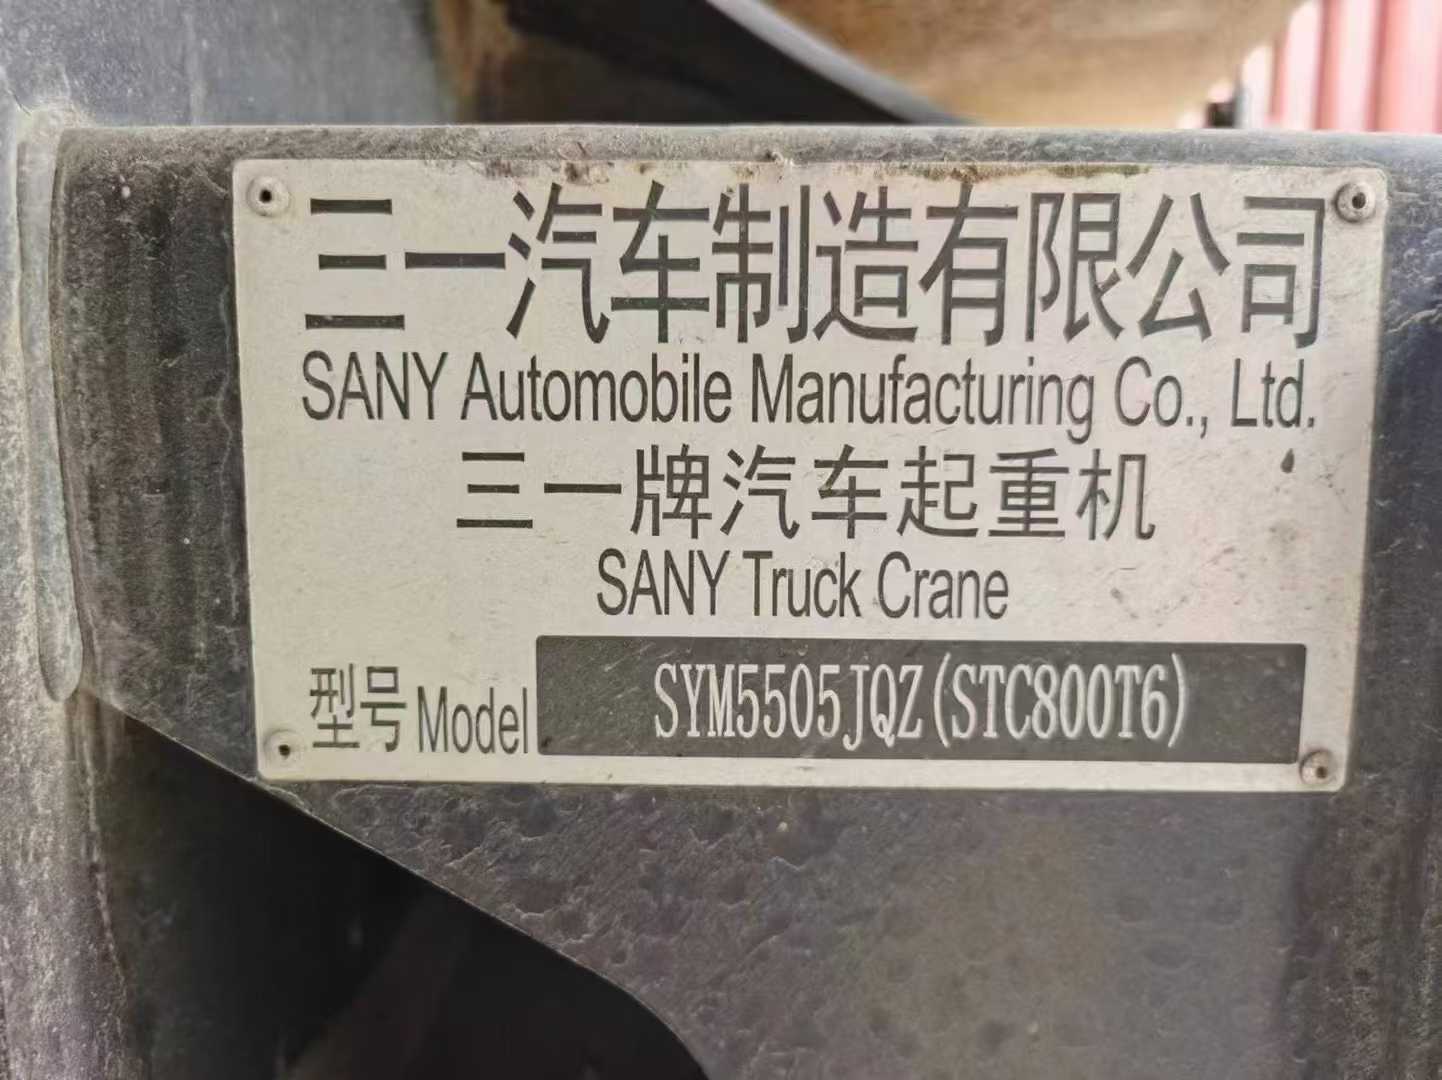 三一汽车制造有限公司
SANY Automobile Manufacturing Co., Ltd.
三一牌汽车起重机
SANY Truck Crane
型号 Model SYM5505JQZ(STC800T6)